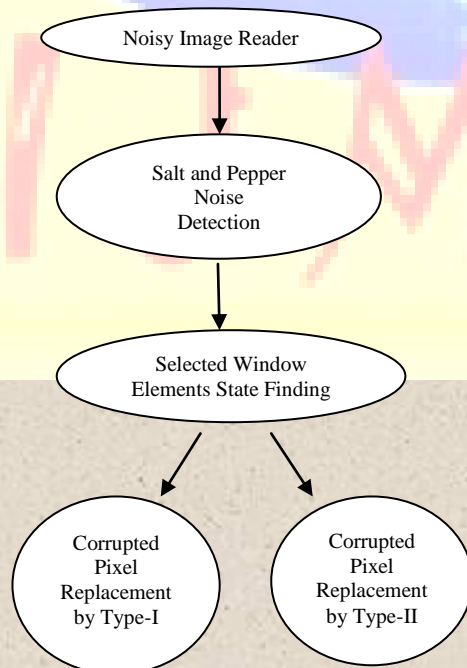 Noisy Image Reader
Salt and Pepper
Noise
Detection
Selected Window
Elements State Finding
Corrupted
Pixel
Replacement
by Type-I
Corrupted
Pixel
Replacement
by Type-II